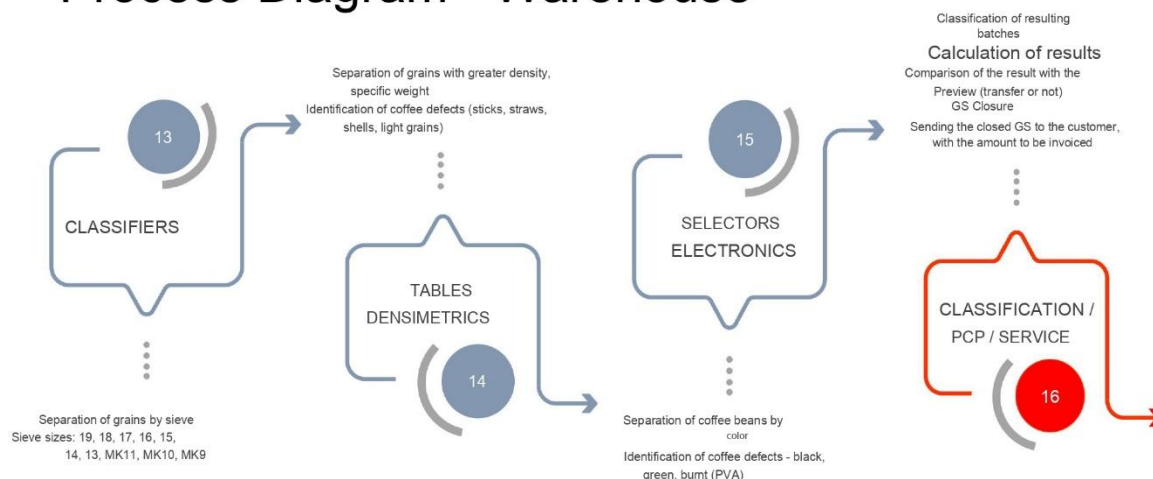 Process Diagram - Warehouse
13
CLASSIFIERS
Separation of grains by sieve
Sieve sizes: 19, 18, 17, 16, 15,
14, 13, MK11, MK10, MK9
Separation of grains with greater density,
specific weight
Identification of coffee defects (sticks, straws,
shells, light grains)
TABLES
DENSIMETRICS
14
15
SELECTORS
ELECTRONICS
Separation of coffee beans by
color
Identification of coffee defects - black,
green, burnt (PVA)
Classification of resulting
batches
Calculation of results
Comparison of the result with the
Preview (transfer or not)
GS Closure
Sending the closed GS to the customer,
with the amount to be invoiced
CLASSIFICATION /
PCP / SERVICE
16